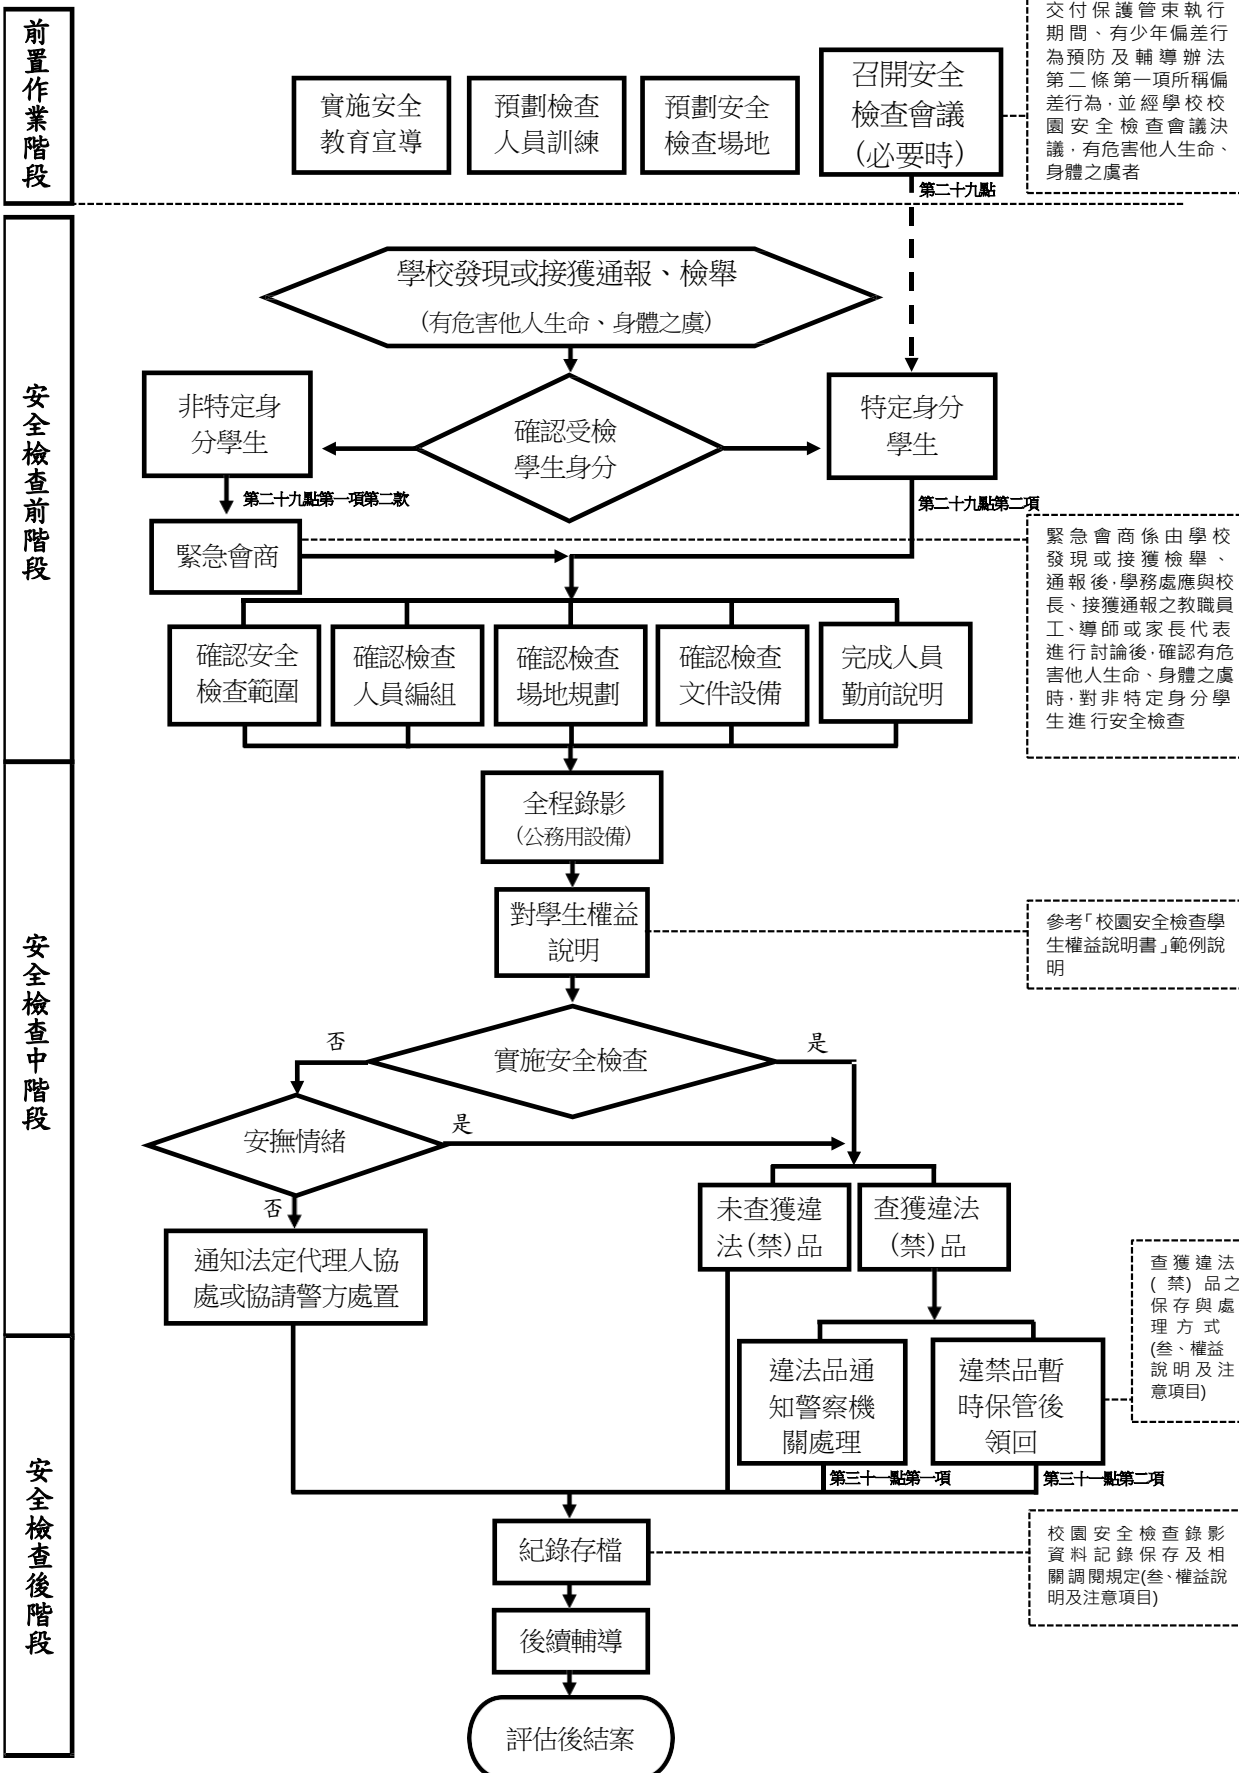 前置作業階段
實施安全
教育宣導
預劃檢查
人員訓練
預劃安全
檢查場地
召開安全
檢查會議
(必要時)
交付保護管束執行
期間、有少年偏差行
為預防及輔導辦法
第二條第一項所稱偏
差行為,並經學校校
園安全檢查會議決
議,有危害他人生命、
身體之虞者
第二十九點
安全檢查前階段
學校發現或接獲通報、檢舉
(有危害他人生命、身體之虞)
非特定身
分學生
確認受檢
學生身分
特定身分
學生
第二十九點第一項第二款
第二十九點第二項
緊急會商
緊急會商係由學校
發現或接獲檢舉、
通報後,學務處應與校
長、接獲通報之教職員
工、導師或家長代表
進行討論後,確認有危
害他人生命、身體之虞
時,對非特定身分學
生進行安全檢查
確認安全
檢查範圍
確認檢查
人員編組
確認檢查
場地規劃
確認檢查
文件設備
完成人員
勤前說明
安全檢查中階段
全程錄影
(公務用設備)
對學生權益
說明
參考「校園安全檢查學
生權益說明書」範例說
明
實施安全檢查
否
是
安撫情緒
是
否
通知法定代理人協
處或協請警方處置
未查獲違
法(禁)品
查獲違法
(禁)品
查獲違法
(禁)品之
保存與處
理方式
(叁、權益
說明及注
意項目)
安全檢查後階段
違法品通
知警察機
關處理
違禁品暫
時保管後
領回
第三十一點第一項
第三十一點第二項
紀錄存檔
校園安全檢查錄影
資料記錄保存及相
關調閱規定(叁、權益說
明及注意項目)
後續輔導
評估後結案